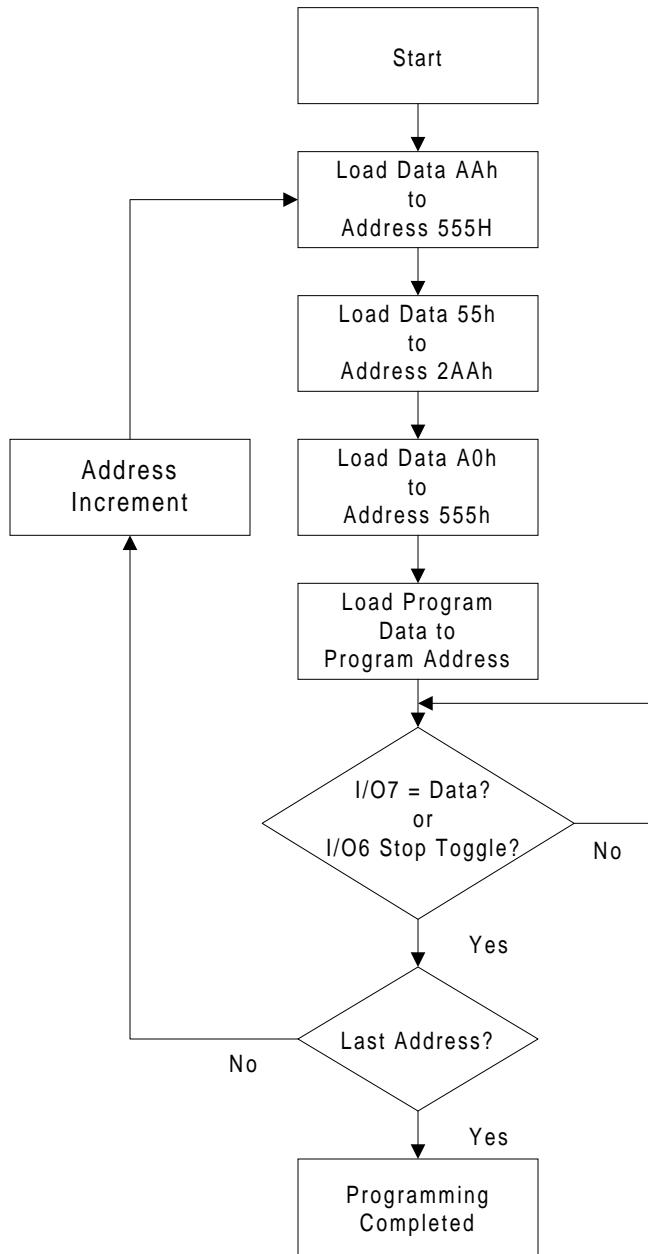 Start
Load Data AAh
to
Address 555H
Load Data 55h
to
Address 2AAh
Address
Increment
Load Data A0h
to
Address 555h
Load Program
Data to
Program Address
I/O7 = Data?
or
I/O6 Stop Toggle?
No
Yes
Last Address?
No
Yes
Programming
Completed